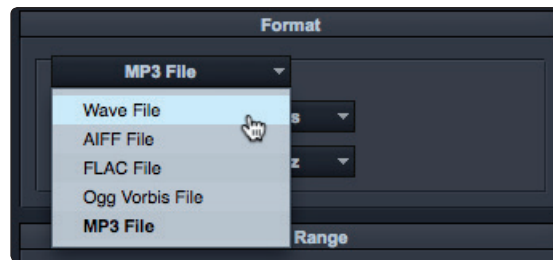 Format
MP3 File
Wave File
AIFF File
FLAC File
Ogg Vorbis File
MP3 File
s
z
Range